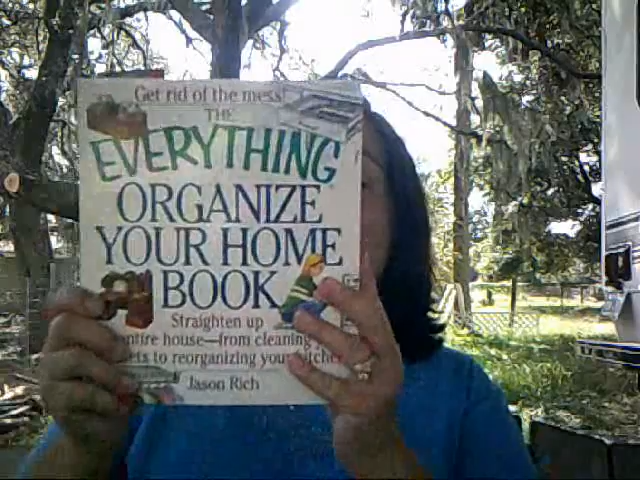 Get rid of the mess!
THE
EVERYTHING
ORGANIZE
YOUR HOME
BOOK
Straighten up
entire house—from cleaning
to reorganizing your
Jason Rich